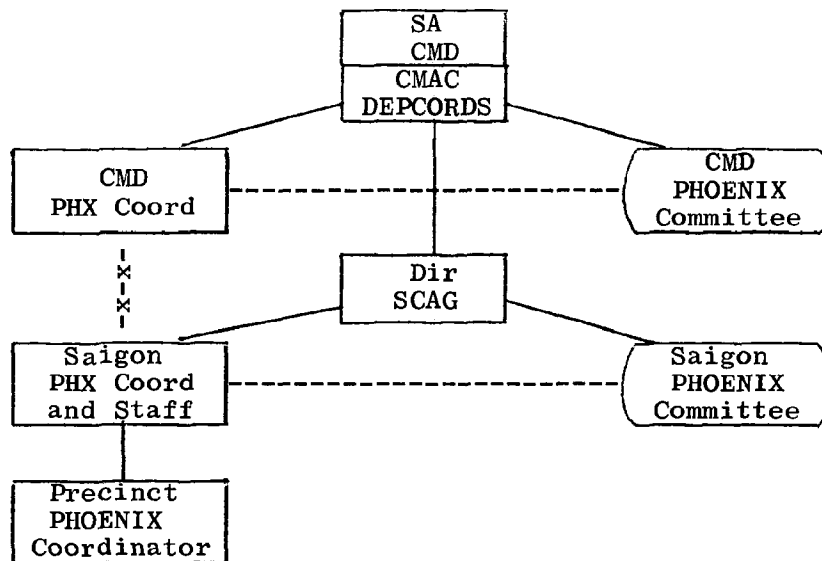 SA
CMD
CMAC
DEPCORDS
CMD
PHX Coord
CMD
PHOENIX
Committee
x
x
Dir
SCAG
Saigon
PHX Coord
and Staff
Saigon
PHOENIX
Committee
Precinct
PHOENIX
Coordinator